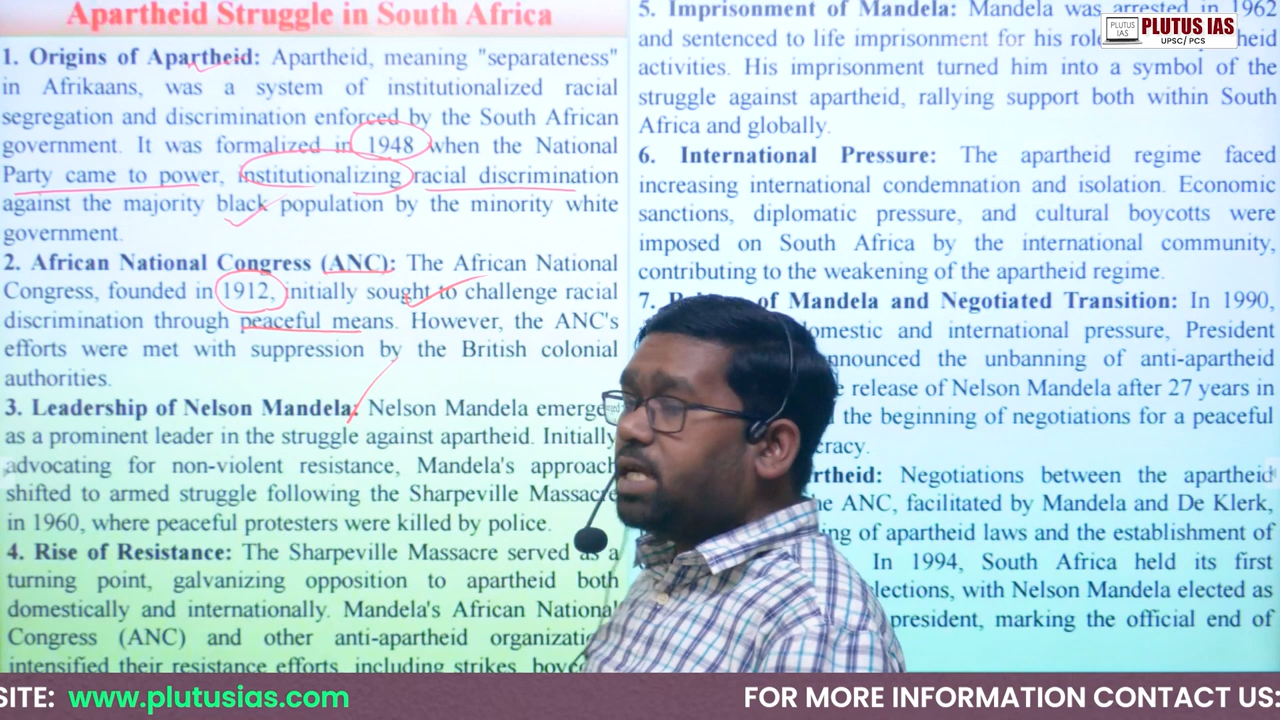 Apartheid Struggle in South Africa
1. Origins of Apartheid: Apartheid, meaning "separateness"
in Afrikaans, was a system of institutionalized racial
segregation and discrimination enforced by the South African
government. It was formalized in 1948 when the National
Party came to power, institutionalizing racial discrimination
against the majority black population by the minority white
government.
2. African National Congress (ANC): The African National
Congress, founded in 1912, initially sought to challenge racial
discrimination through peaceful means. However, the ANC's
efforts were met with suppression by the British colonial
authorities.
3. Leadership of Nelson Mandela: Nelson Mandela
as a prominent leader in the struggle against apartheid. Initially
advocating for non-violent resistance, Mandela's approach
shifted to armed struggle following the Sharpeville Massacre
in 1960, where peaceful protesters were killed by police.
4. Rise of Resistance: The Sharpeville Massacre served as a
turning point, galvanizing opposition to apartheid both
domestically and internationally. Mandela's African National
Congress (ANC) and other anti-apartheid
intensified their resistance efforts, including strikes,
5. Imprisonment of Mandela: Mandela was arrested in 1962
and sentenced to life imprisonment for his
activities. His imprisonment turned him into a symbol of the
struggle against apartheid, rallying support both within South
Africa and globally.
6. International Pressure: The apartheid regime faced
increasing international condemnation and isolation. Economic
sanctions, diplomatic pressure, and cultural boycotts were
imposed on South Africa by the international community,
contributing to the weakening of the apartheid regime.
7. of Mandela and Negotiated Transition: In 1990,
and international pressure, President
the unbanning of anti-apartheid
release of Nelson Mandela after 27 years in
the beginning of negotiations for a peaceful
Negotiations between the apartheid
the ANC, facilitated by Mandela and De Klerk,
of apartheid laws and the establishment of
In 1994, South Africa held its first
with Nelson Mandela elected as
president, marking the official end of
PLUTUS IAS
PLUTUS IAS
UPSC/ PCS
SITE: www.plutusias.com
FOR MORE INFORMATION CONTACT US: